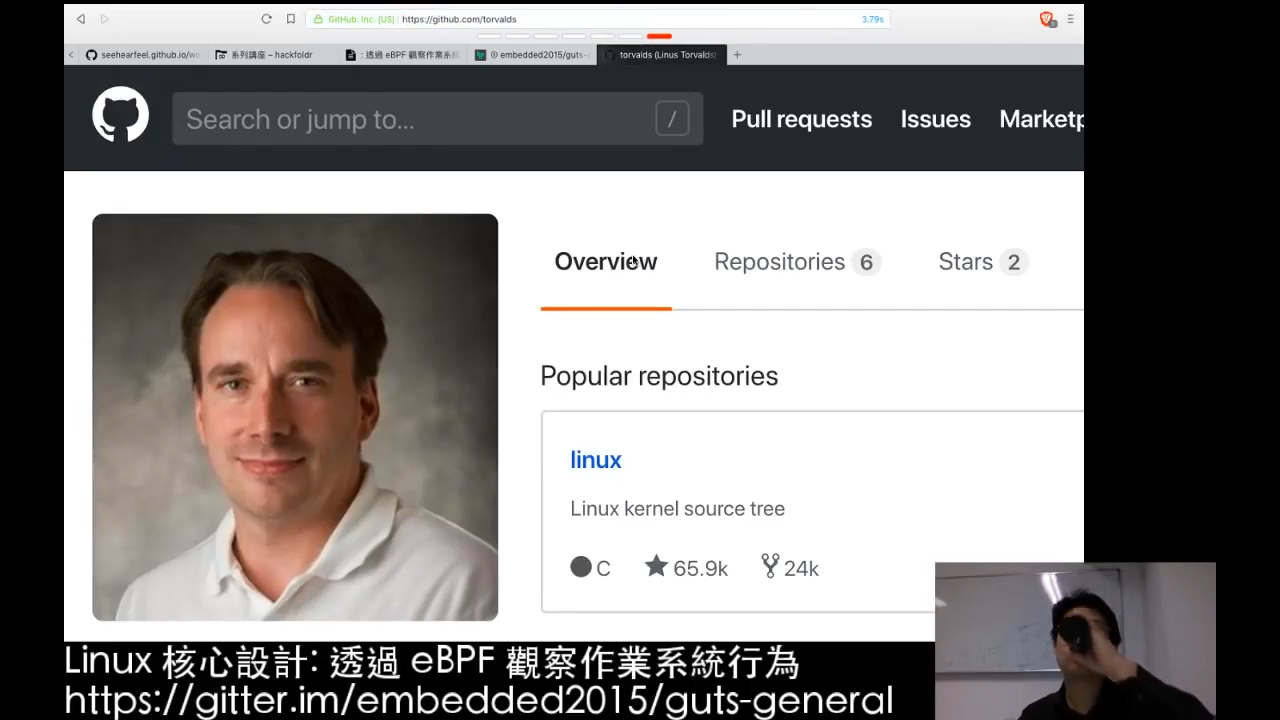 GitHub, Inc. [US] | https://github.com/torvalds
3.79s
seehearfeel.github.io/wo
系列講座 – hackfoldr
: 透過 eBPF 觀察作業系統
embedded2015/guts-
torvalds (Linus Torvalds)
Search or jump to...
/
Pull requests
Issues
Marketp
Overview
Repositories 6
Stars 2
Popular repositories
linux
Linux kernel source tree
C
65.9k
24k
Linux 核心設計: 透過 eBPF 觀察作業系統行為
https://gitter.im/embedded2015/guts-general